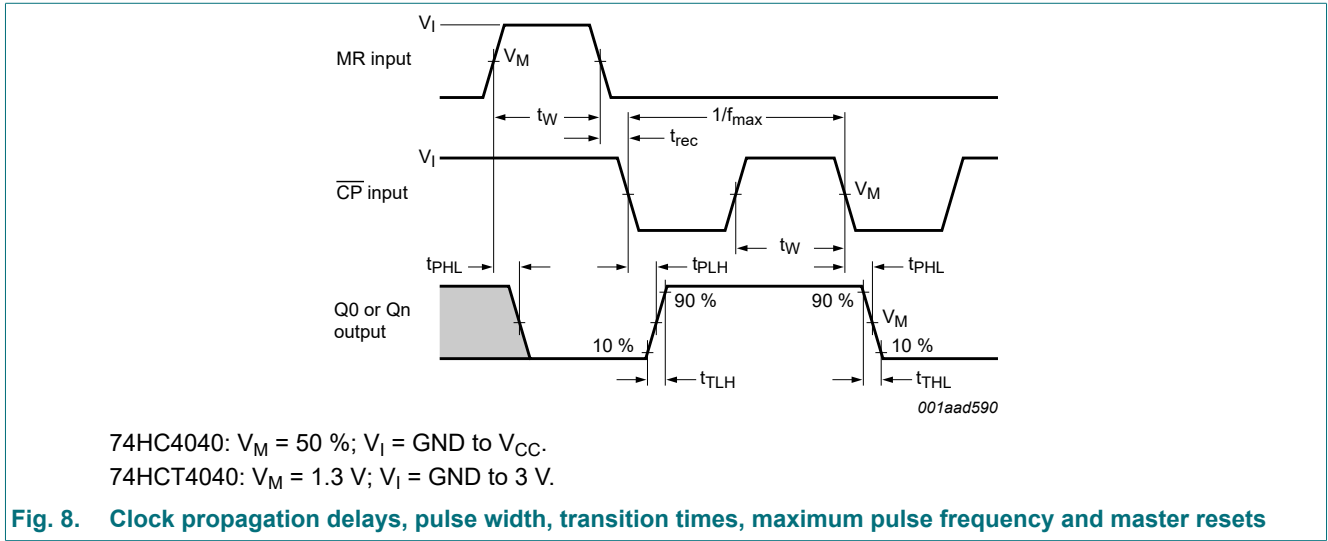 VI
MR input
VM
tW
1/fmax
trec
VI
CP input
VM
tW
tPHL
tPLH
tPHL
90 %
90 %
Q0 or Qn
output
VM
10 %
10 %
tTLH
tTHL
001aad590
74HC4040: VM = 50 %; VI = GND to VCC.
74HCT4040: VM = 1.3 V; VI = GND to 3 V.
Fig. 8. Clock propagation delays, pulse width, transition times, maximum pulse frequency and master resets